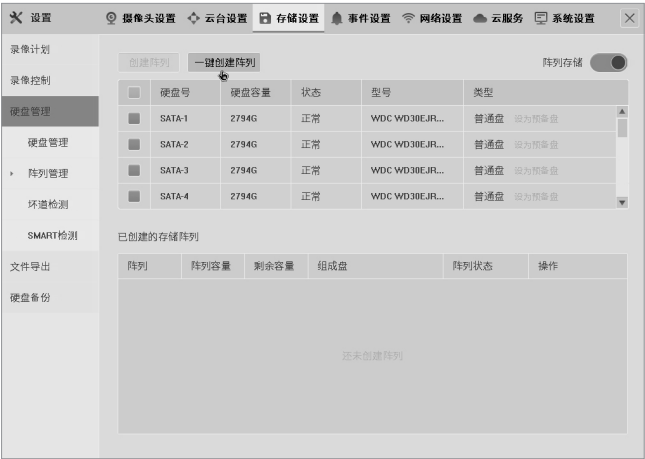 设置 摄像头设置 云台设置 存储设置 事件设置 网络设置 云服务 系统设置
录像计划
录像控制
硬盘管理
硬盘管理
阵列管理
坏道检测
SMART检测
文件导出
硬盘备份
创建阵列 一键创建阵列 阵列存储
硬盘号 硬盘容量 状态 型号 类型
SATA-1 2794G 正常 WDC WD30EJR... 普通盘 设为预备盘
SATA-2 2794G 正常 WDC WD30EJR... 普通盘 设为预备盘
SATA-3 2794G 正常 WDC WD30EJR... 普通盘 设为预备盘
SATA-4 2794G 正常 WDC WD30EJR... 普通盘 设为预备盘
已创建的存储阵列
阵列 阵列容量 剩余容量 组成盘 阵列状态 操作
还未创建阵列